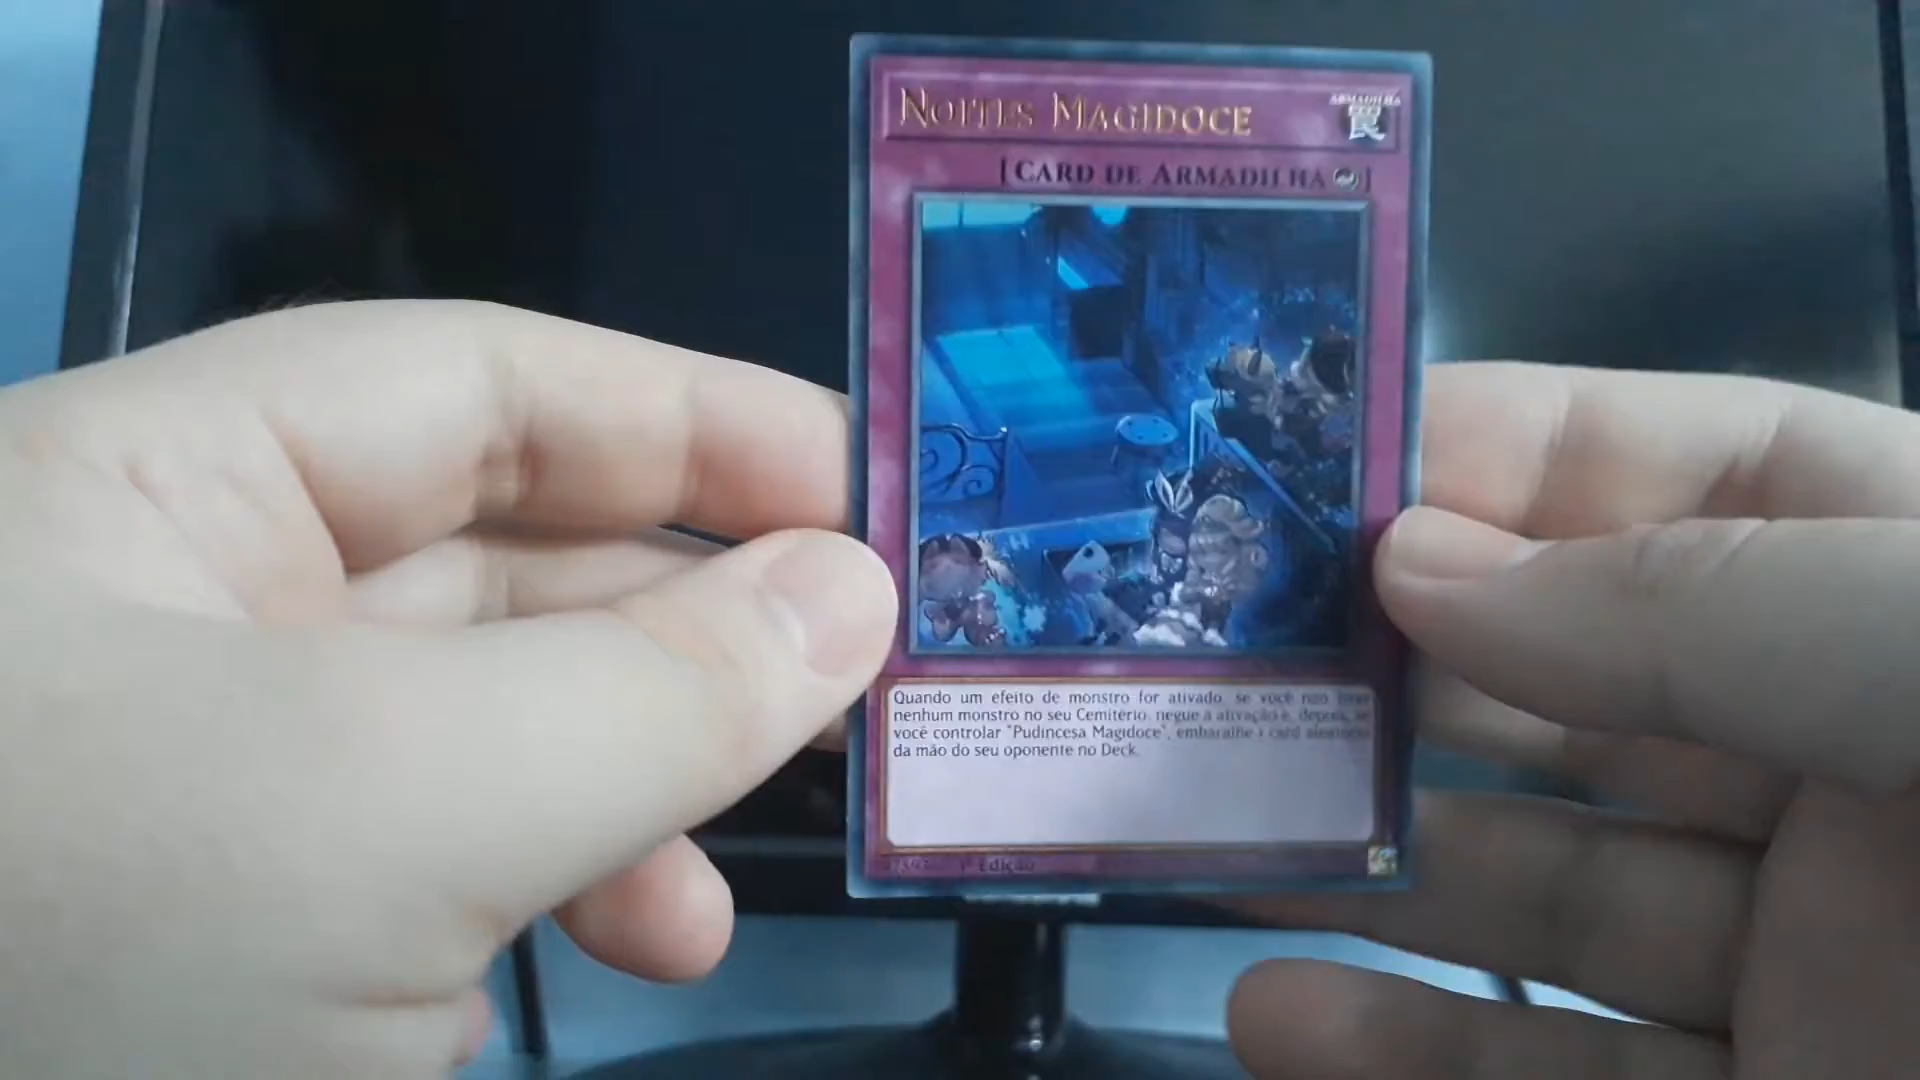 NOITES MAGIDOCE
ARMADILHA
罠
[CARD DE ARMADILHA]
Quando um efeito de monstro for ativado, se você não tiver
nenhum monstro no seu Cemitério: negue a ativação e, depois, se
você controlar "Pudincesa Magidoce", embaralhe 1 card aleatório
da mão do seu oponente no Deck.
1ª Edição